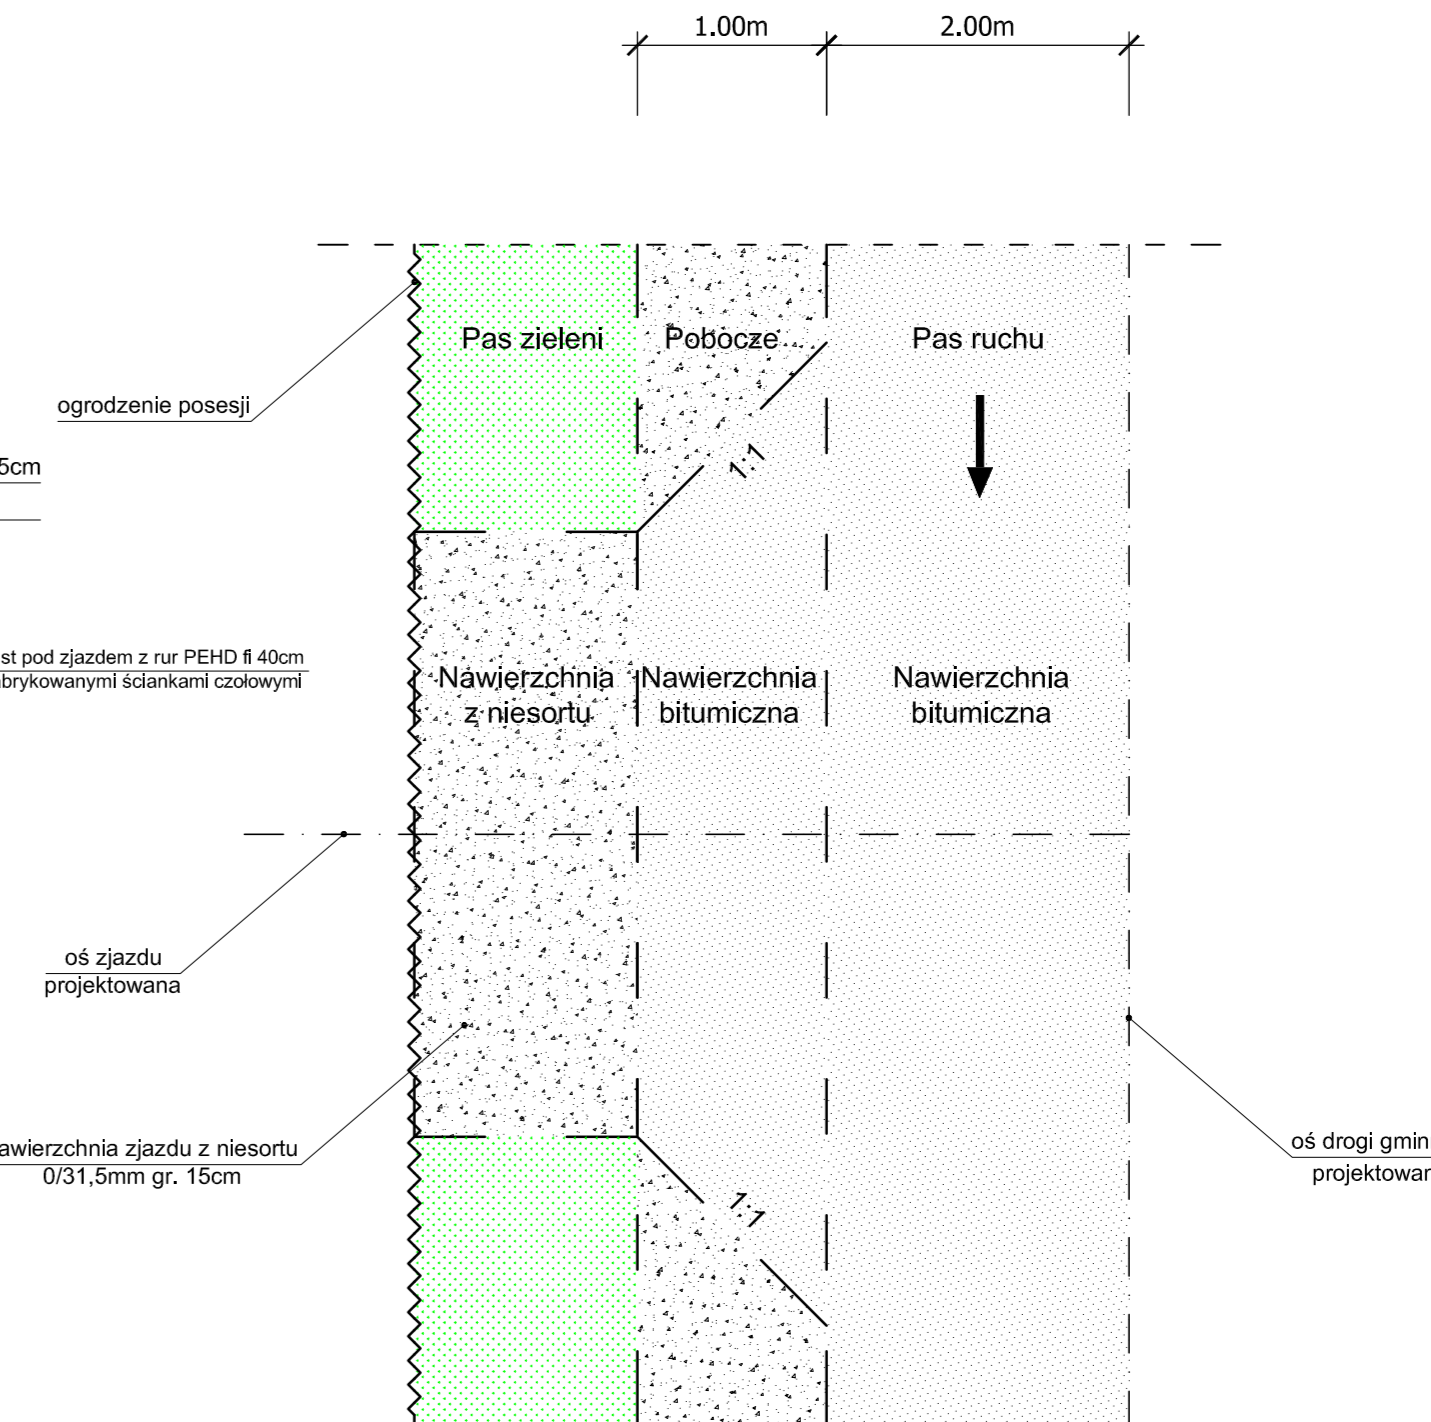 1.00m
2.00m
Pas zieleni
Pobocze
Pas ruchu
ogrodzenie posesji
5cm
1:1
st pod zjazdem z rur PEHD fi 40cm
brykowanymi ściankami czołowymi
Nawierzchnia
z niesortu
Nawierzchnia
bitumiczna
Nawierzchnia
bitumiczna
oś zjazdu
projektowana
awierzchnia zjazdu z niesortu
0/31,5mm gr. 15cm
1:1
oś drogi gmin
projektowan